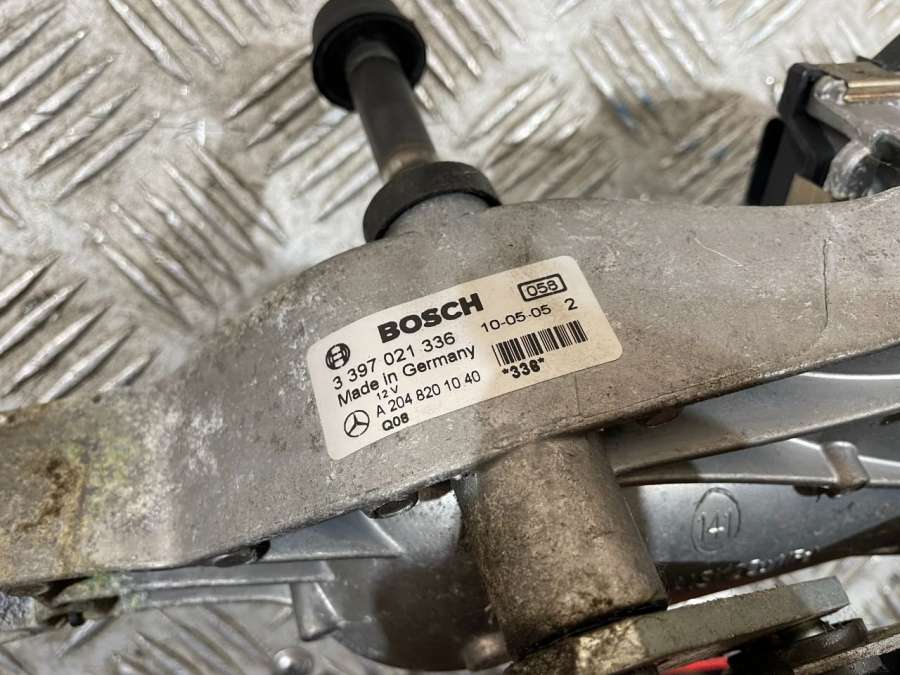 BOSCH
058
3 397 021 336
10-05-05 2
Made in Germany
12 V
*336*
A 204 820 10 40
Q08
141